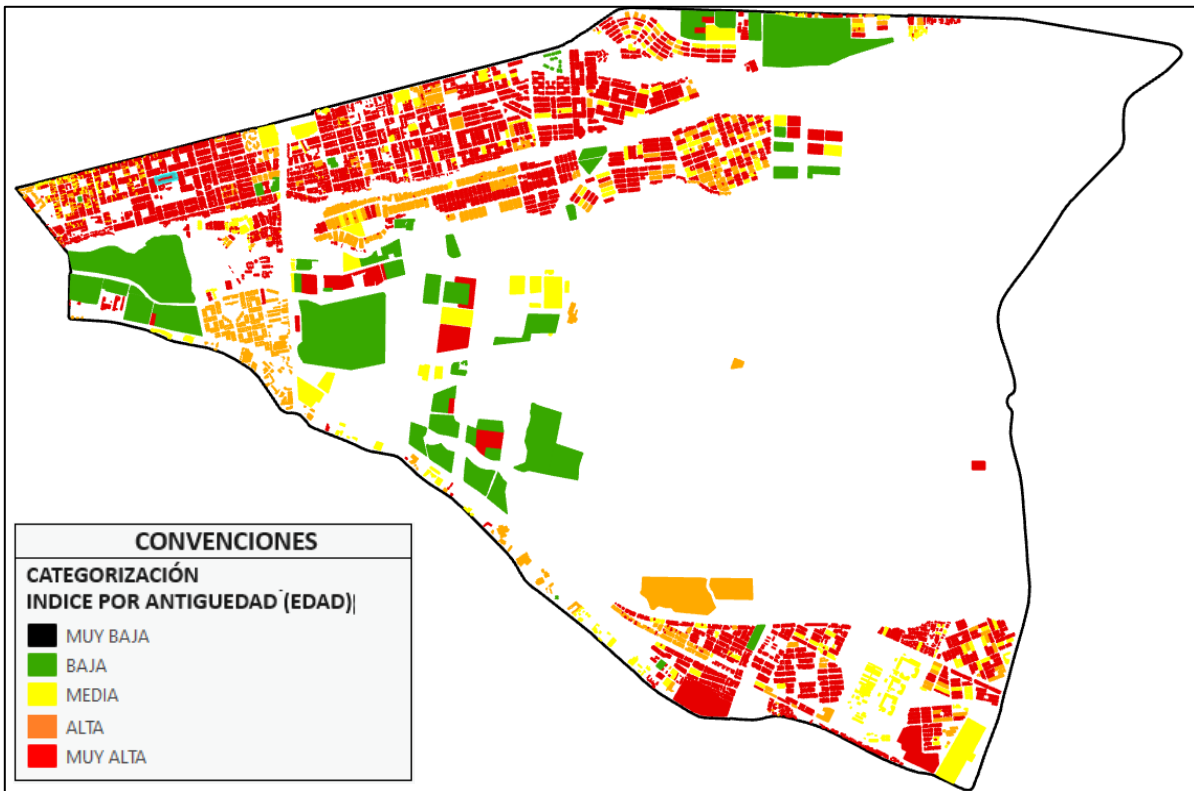 CONVENCIONES
CATEGORIZACIÓN
INDICE POR ANTIGUEDAD (EDAD)|
MUY BAJA
BAJA
MEDIA
ALTA
MUY ALTA